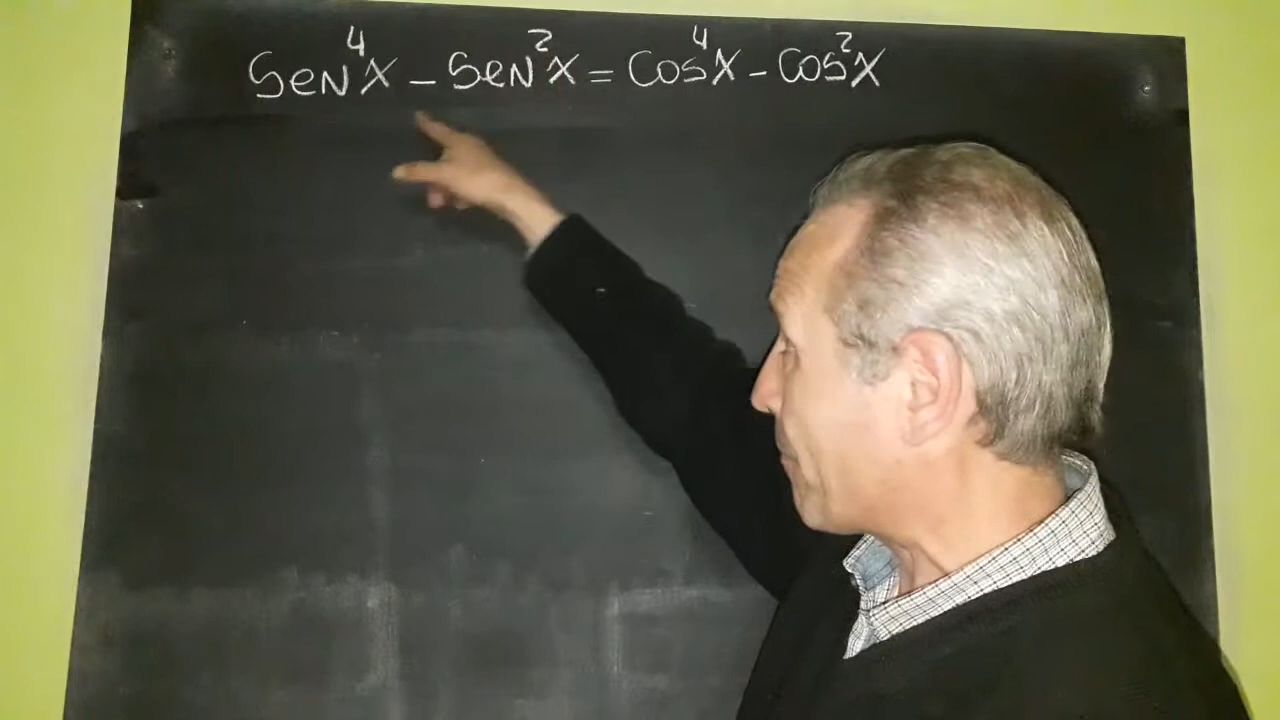 Sen⁴x - Sen²x = Cos⁴x - Cos²x